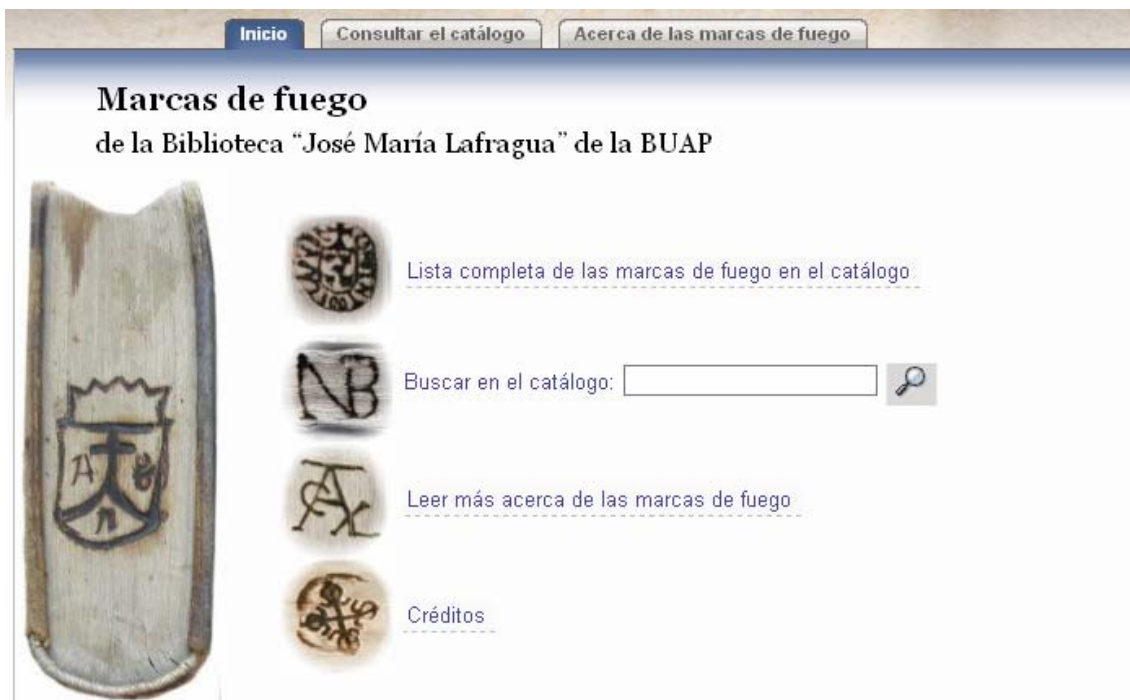 Inicio
Consultar el catálogo
Acerca de las marcas de fuego
Marcas de fuego
de la Biblioteca “José María Lafragua” de la BUAP
Lista completa de las marcas de fuego en el catálogo
NB
Buscar en el catálogo:
Leer más acerca de las marcas de fuego
Créditos